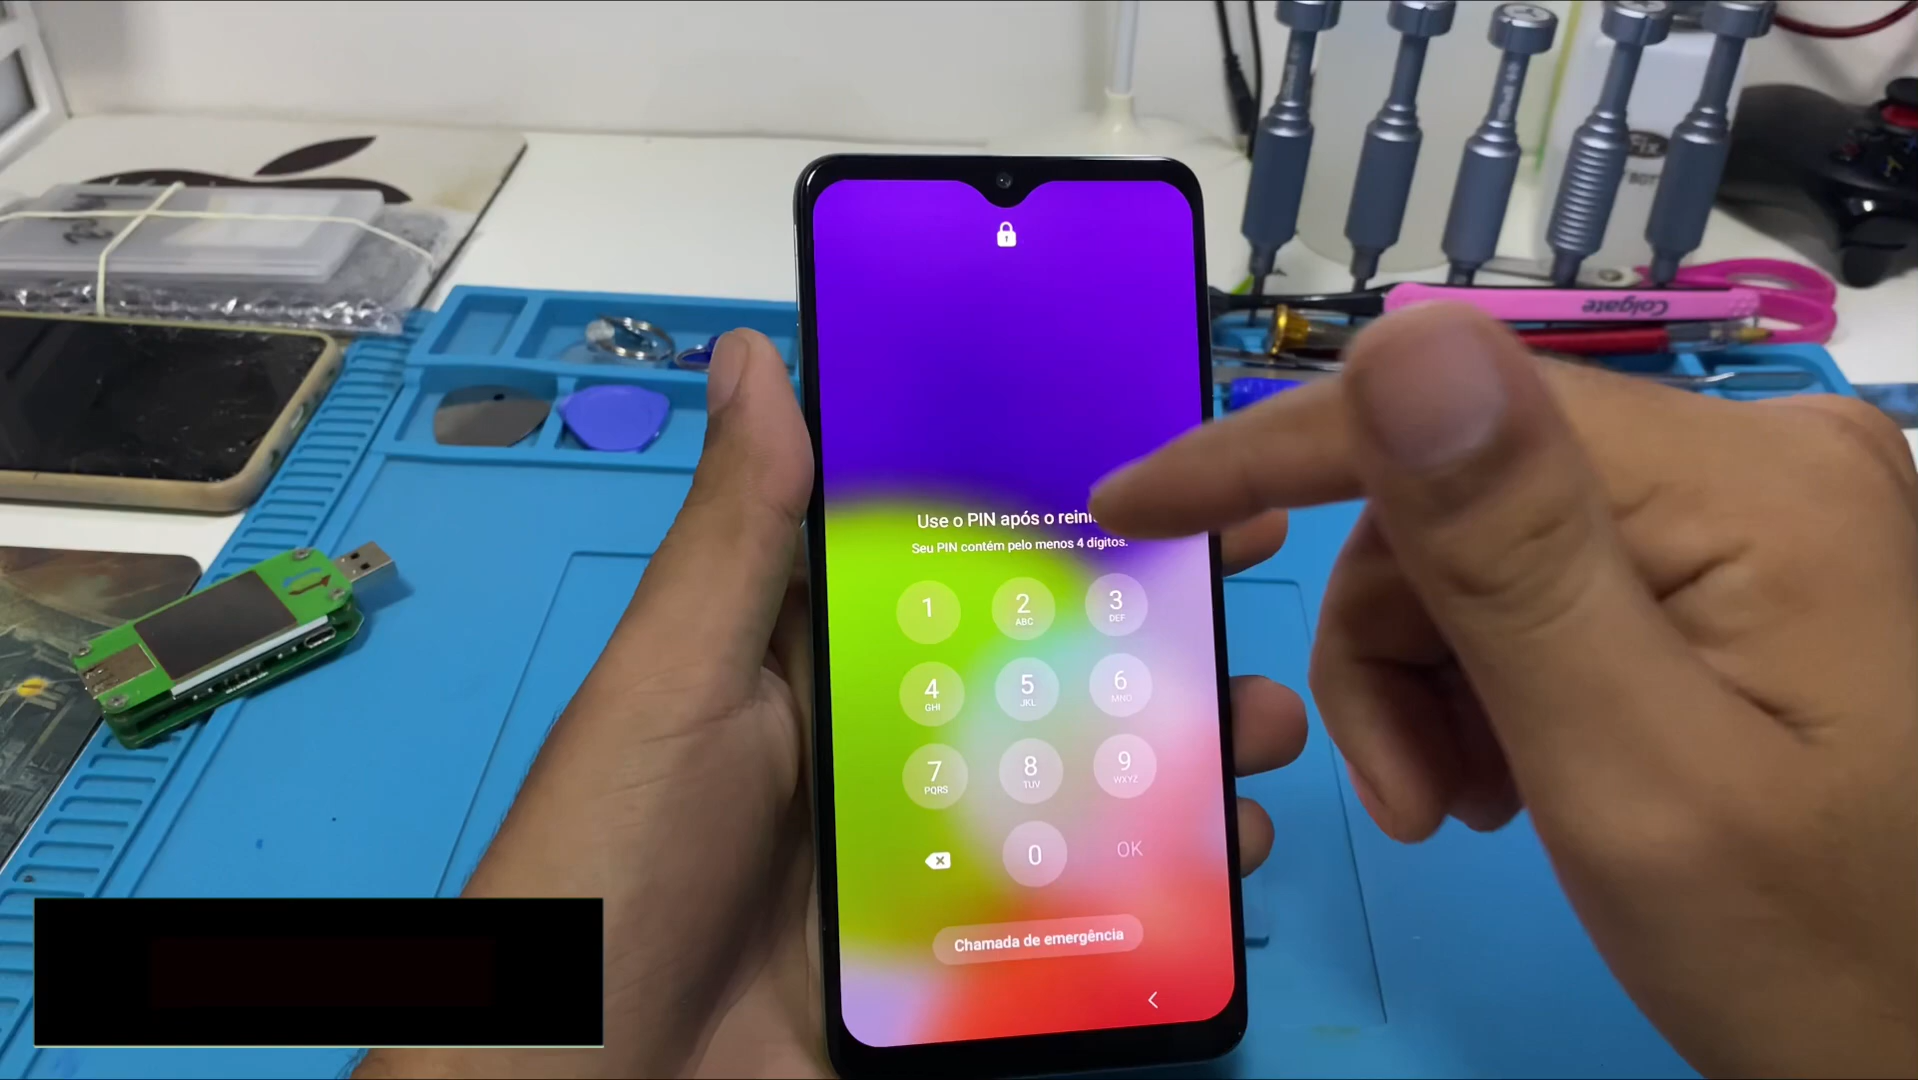 Use o PIN após o
Seu PIN contém pelo menos 4 dígitos.
1
2
ABC
3
DEF
4
GHI
5
JKL
6
MNO
7
PQRS
8
TUV
9
WXYZ
0
OK
Chamada de emergência
Colgate